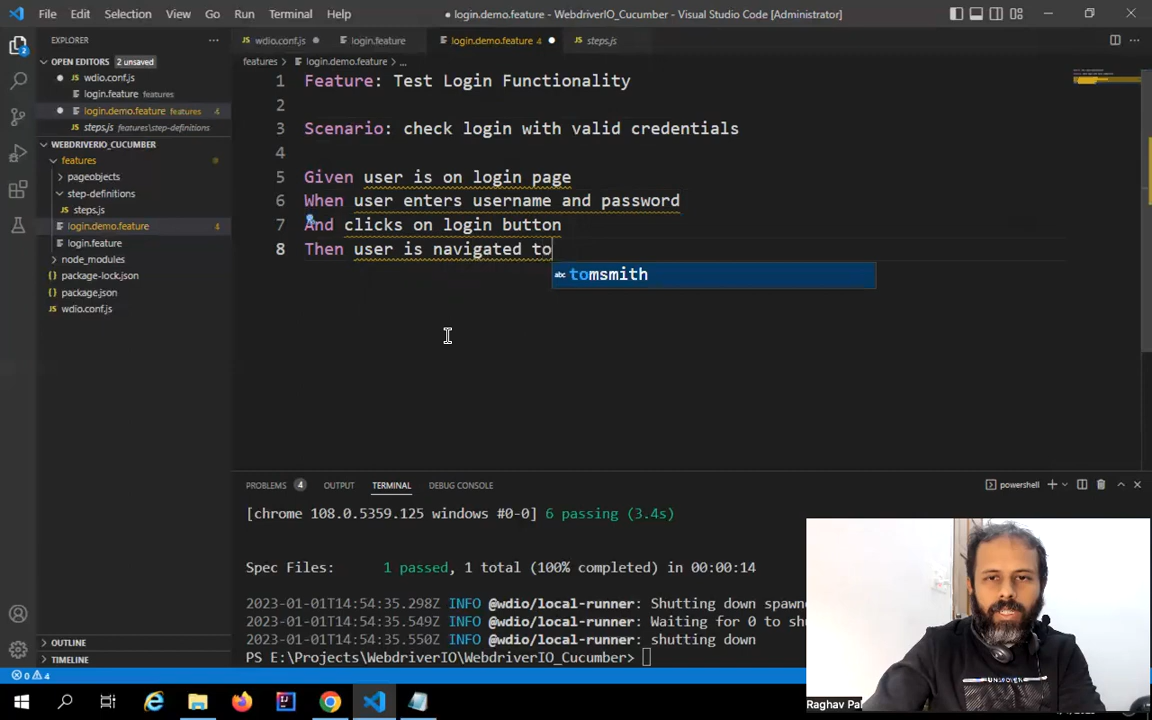 File Edit Selection View Go Run Terminal Help
● login.demo.feature - WebdriverIO_Cucumber - Visual Studio Code [Administrator]
EXPLORER
wdio.conf.js
login.feature
login.demo.feature 4
steps.js
OPEN EDITORS 2 unsaved
features > login.demo.feature > ...
wdio.conf.js
login.feature features
login.demo.feature features 4
steps.js features\step-definitions
WEBDRIVERIO_CUCUMBER
features
pageobjects
step-definitions
steps.js
login.demo.feature 4
login.feature
node_modules
package-lock.json
package.json
wdio.conf.js
OUTLINE
TIMELINE
1 Feature: Test Login Functionality
2
3 Scenario: check login with valid credentials
4
5 Given user is on login page
6 When user enters username and password
7 And clicks on login button
8 Then user is navigated to
abc tomsmith
PROBLEMS 4 OUTPUT TERMINAL DEBUG CONSOLE
powershell
[chrome 108.0.5359.125 windows #0-0] 6 passing (3.4s)
Spec Files: 1 passed, 1 total (100% completed) in 00:00:14
2023-01-01T14:54:35.298Z INFO @wdio/local-runner: Shutting down spawn
2023-01-01T14:54:35.549Z INFO @wdio/local-runner: Waiting for 0 to shu
2023-01-01T14:54:35.550Z INFO @wdio/local-runner: shutting down
PS E:\Projects\WebdriverIO\WebdriverIO_Cucumber>
0 4
Raghav Pal